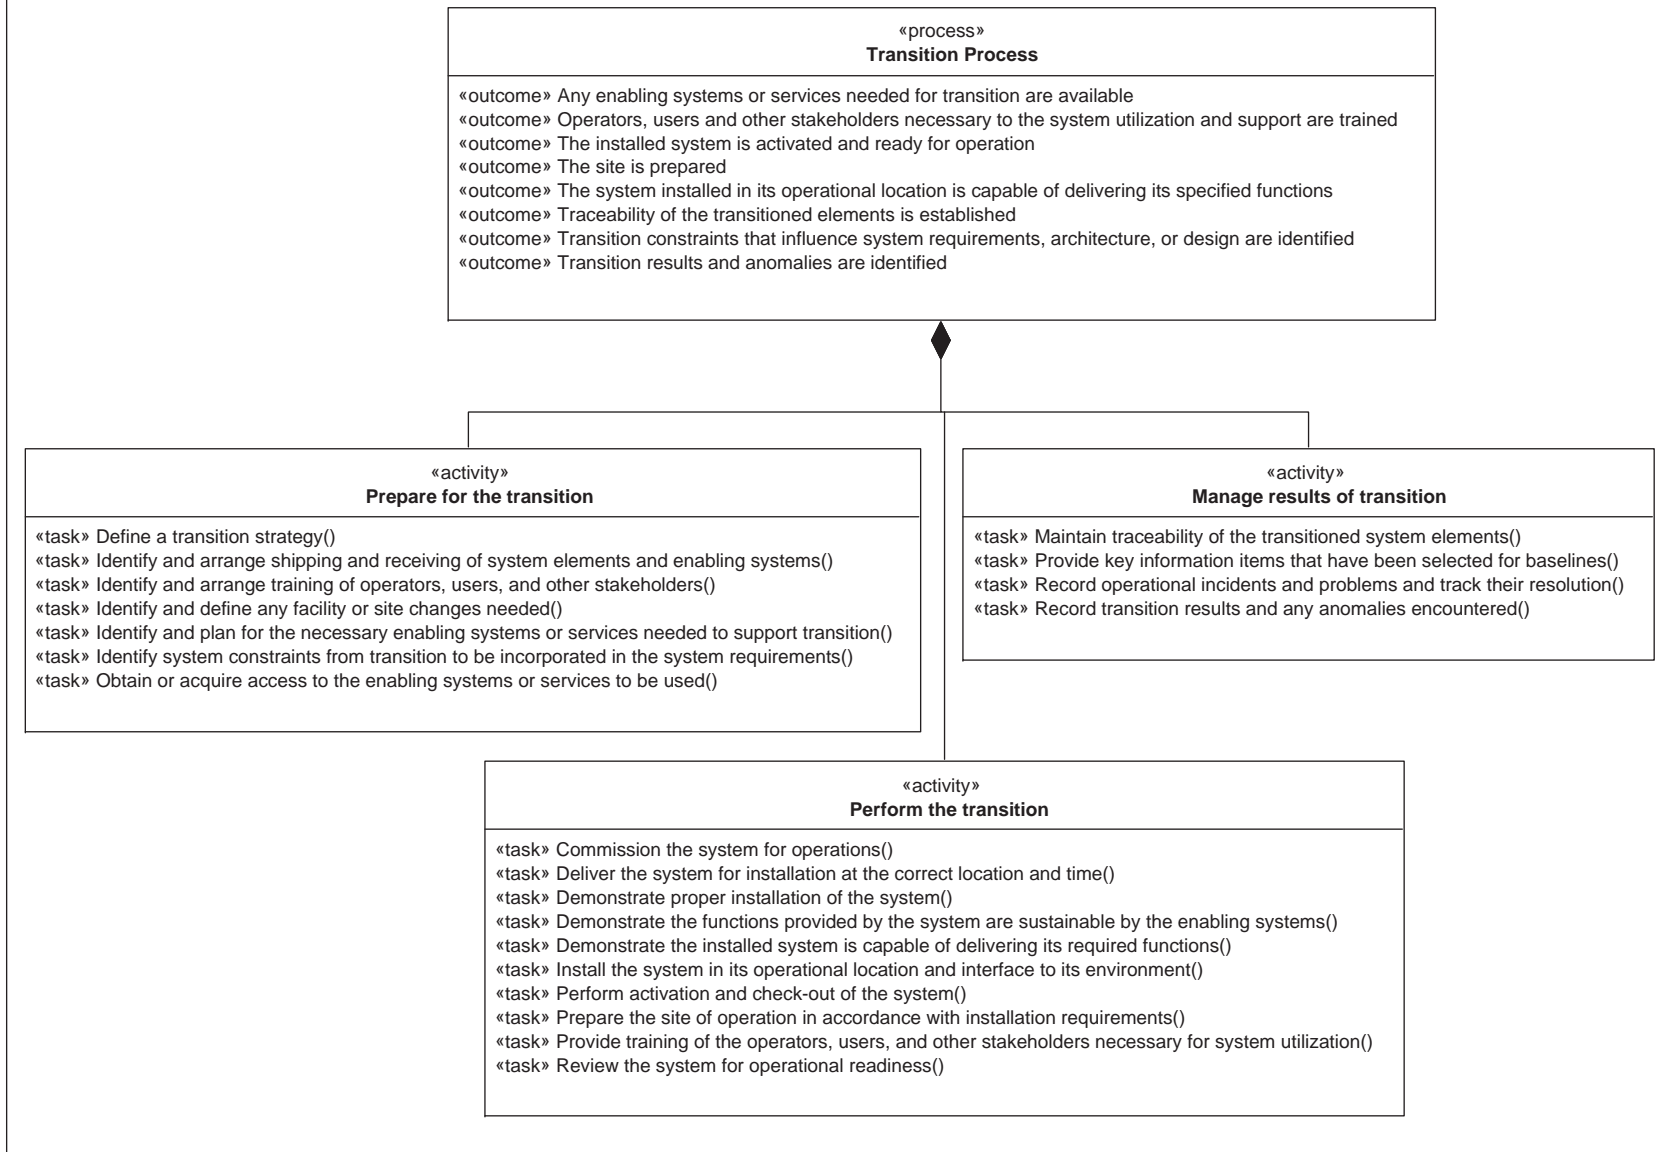 «process»
Transition Process
«outcome» Any enabling systems or services needed for transition are available
«outcome» Operators, users and other stakeholders necessary to the system utilization and support are trained
«outcome» The installed system is activated and ready for operation
«outcome» The site is prepared
«outcome» The system installed in its operational location is capable of delivering its specified functions
«outcome» Traceability of the transitioned elements is established
«outcome» Transition constraints that influence system requirements, architecture, or design are identified
«outcome» Transition results and anomalies are identified
«activity»
Prepare for the transition
«task» Define a transition strategy()
«task» Identify and arrange shipping and receiving of system elements and enabling systems()
«task» Identify and arrange training of operators, users, and other stakeholders()
«task» Identify and define any facility or site changes needed()
«task» Identify and plan for the necessary enabling systems or services needed to support transition()
«task» Identify system constraints from transition to be incorporated in the system requirements()
«task» Obtain or acquire access to the enabling systems or services to be used()
«activity»
Manage results of transition
«task» Maintain traceability of the transitioned system elements()
«task» Provide key information items that have been selected for baselines()
«task» Record operational incidents and problems and track their resolution()
«task» Record transition results and any anomalies encountered()
«activity»
Perform the transition
«task» Commission the system for operations()
«task» Deliver the system for installation at the correct location and time()
«task» Demonstrate proper installation of the system()
«task» Demonstrate the functions provided by the system are sustainable by the enabling systems()
«task» Demonstrate the installed system is capable of delivering its required functions()
«task» Install the system in its operational location and interface to its environment()
«task» Perform activation and check-out of the system()
«task» Prepare the site of operation in accordance with installation requirements()
«task» Provide training of the operators, users, and other stakeholders necessary for system utilization()
«task» Review the system for operational readiness()